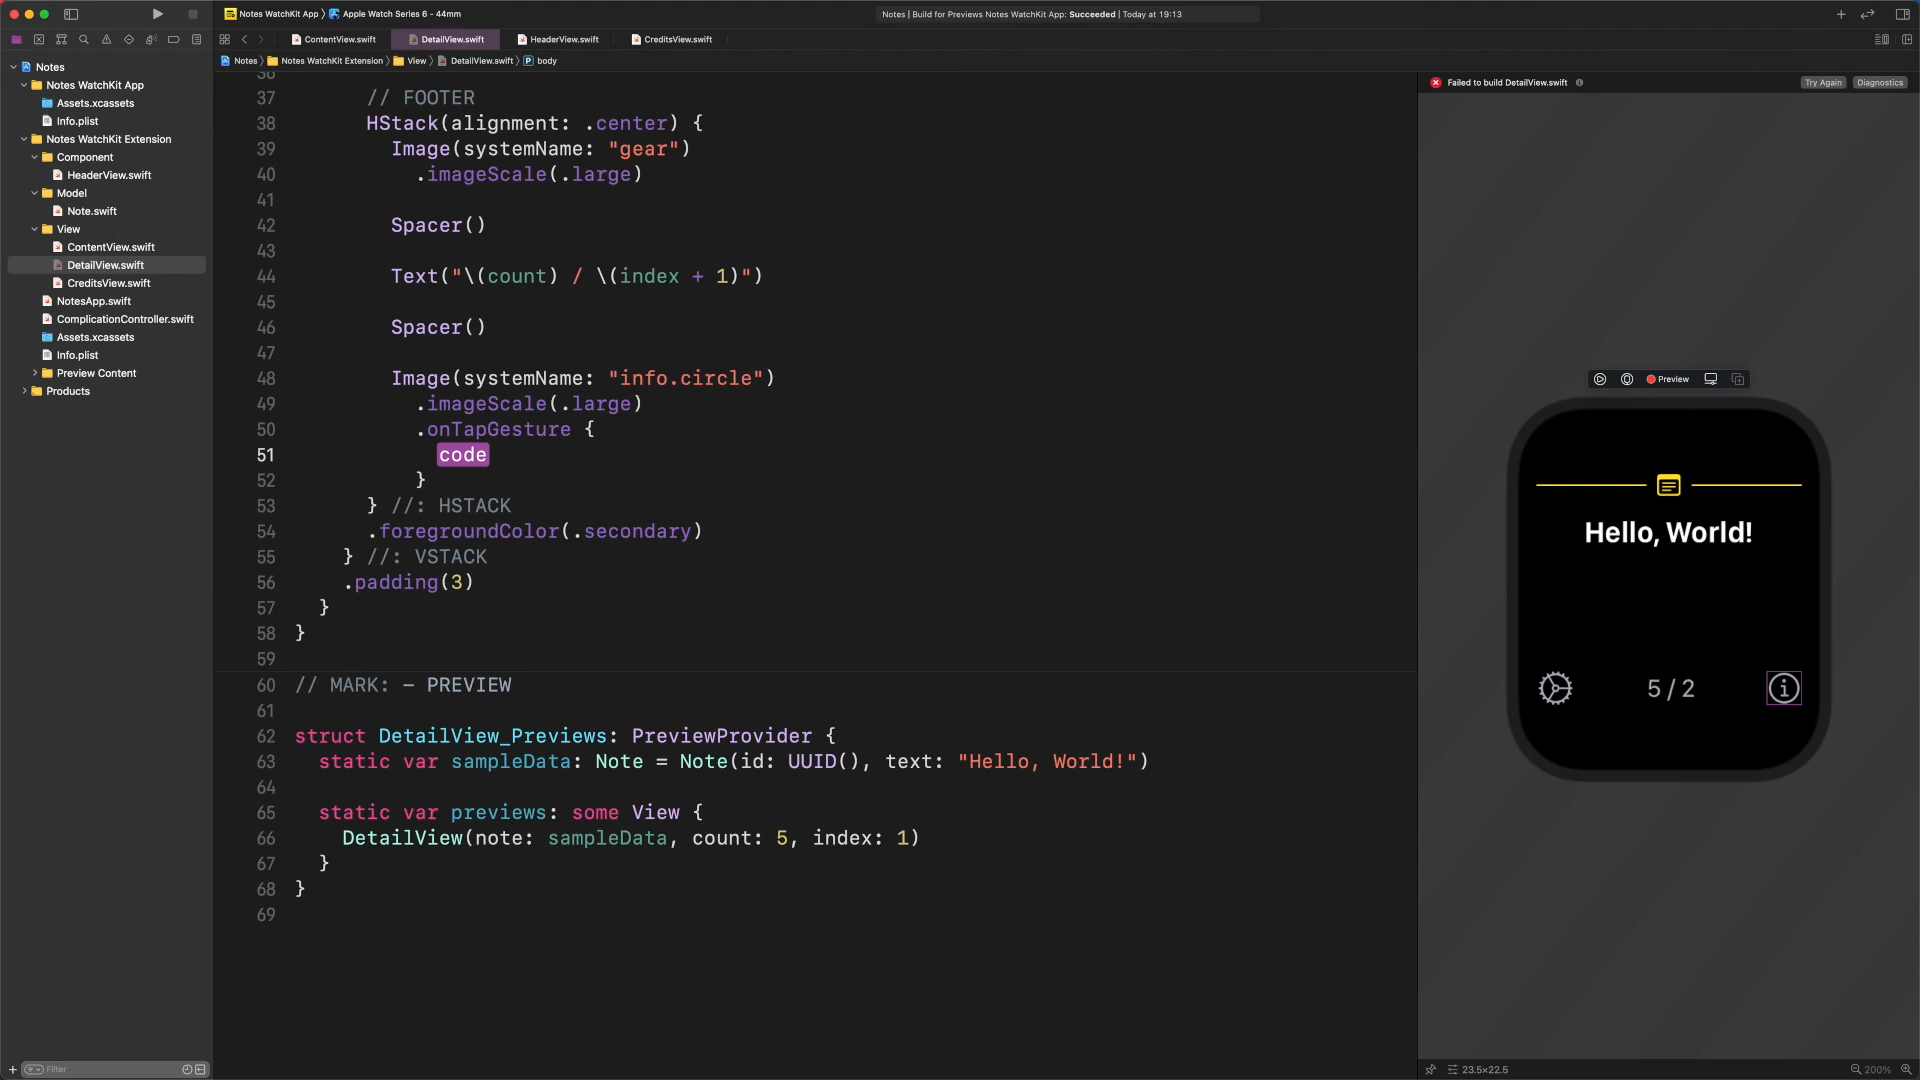 Notes WatchKit App 〉 Apple Watch Series 6 - 44mm
Notes | Build for Previews Notes WatchKit App: Succeeded | Today at 19:13
ContentView.swift
DetailView.swift
HeaderView.swift
CreditsView.swift
Notes 〉 Notes WatchKit Extension 〉 View 〉 DetailView.swift 〉 P body
Notes
Notes WatchKit App
Assets.xcassets
Info.plist
Notes WatchKit Extension
Component
HeaderView.swift
Model
Note.swift
View
ContentView.swift
DetailView.swift
CreditsView.swift
NotesApp.swift
ComplicationController.swift
Assets.xcassets
Info.plist
Preview Content
Products
Filter
36
37 // FOOTER
38 HStack(alignment: .center) {
39 Image(systemName: "gear")
40 .imageScale(.large)
41
42 Spacer()
43
44 Text("\(count) / \(index + 1)")
45
46 Spacer()
47
48 Image(systemName: "info.circle")
49 .imageScale(.large)
50 .onTapGesture {
51 code
52 }
53 } //: HSTACK
54 .foregroundColor(.secondary)
55 } //: VSTACK
56 .padding(3)
57 }
58 }
59
60 // MARK: - PREVIEW
61
62 struct DetailView_Previews: PreviewProvider {
63 static var sampleData: Note = Note(id: UUID(), text: "Hello, World!")
64
65 static var previews: some View {
66 DetailView(note: sampleData, count: 5, index: 1)
67 }
68 }
69
Failed to build DetailView.swift
Try Again
Diagnostics
Preview
Hello, World!
5 / 2
23.5×22.5
200%